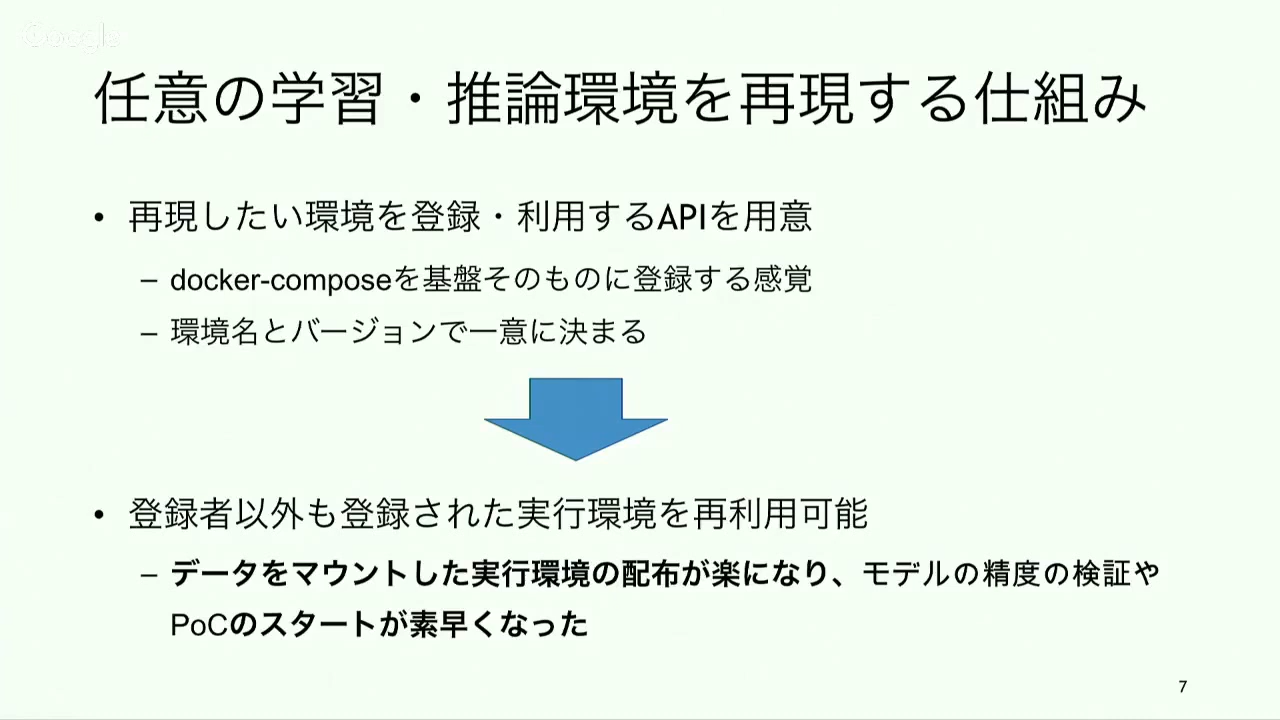 Google
任意の学習・推論環境を再現する仕組み
• 再現したい環境を登録・利用するAPIを用意
– docker-composeを基盤そのものに登録する感覚
– 環境名とバージョンで一意に決まる
• 登録者以外も登録された実行環境を再利用可能
– データをマウントした実行環境の配布が楽になり、モデルの精度の検証や
PoCのスタートが素早くなった
7